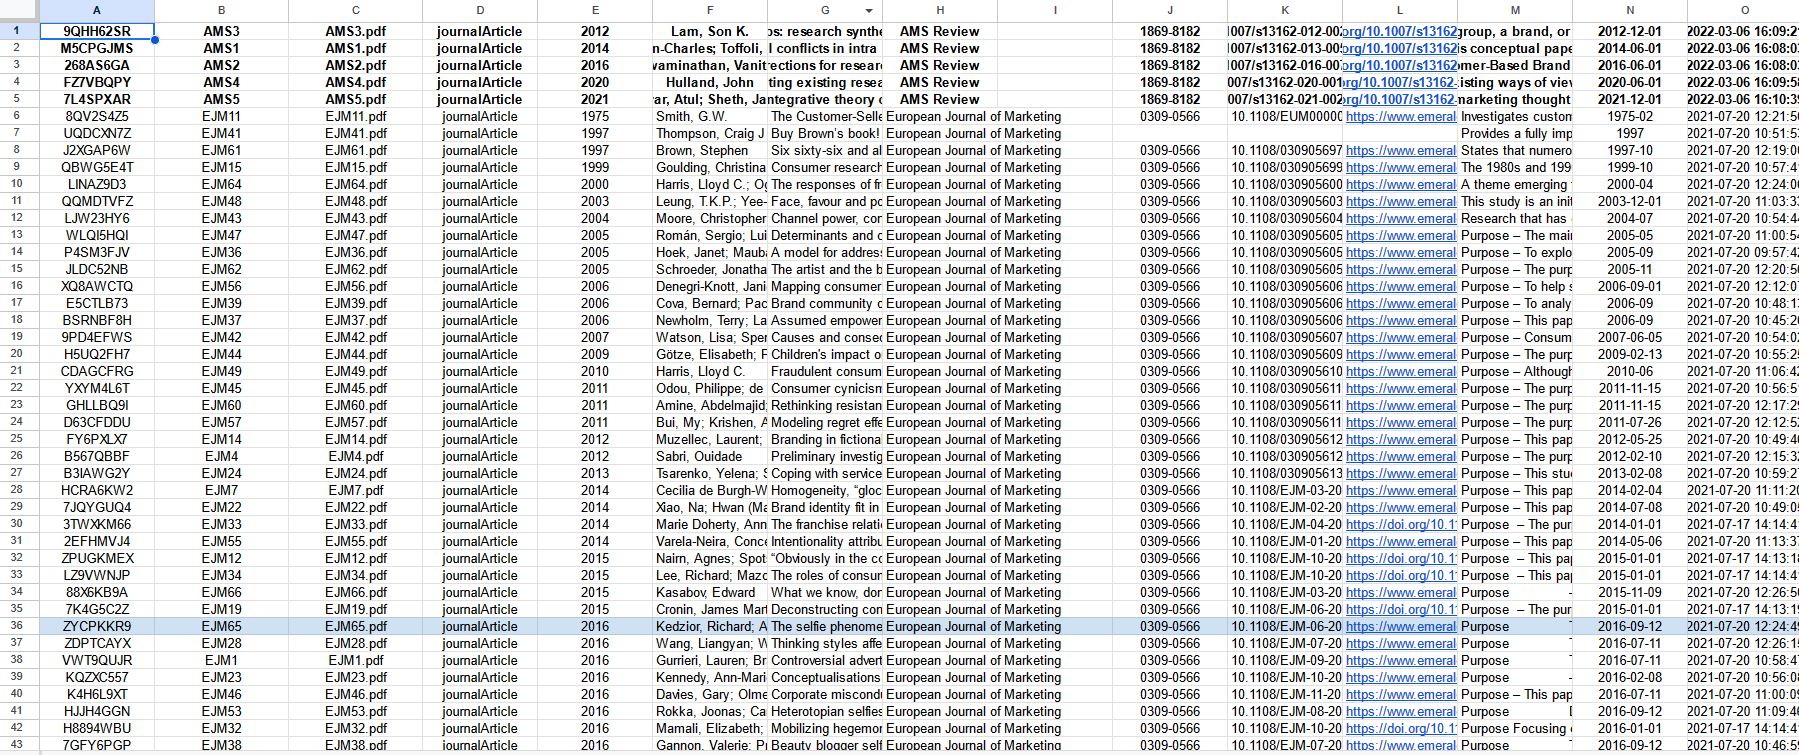 A B C D E F G H I J K L M N O
1 9QHH62SR AMS3 AMS3.pdf journalArticle 2012 Lam, Son K. os: research synthe AMS Review 1869-8182 1007/s13162-012-002 org/10.1007/s13162 group, a brand, or 2012-12-01 2022-03-06 16:09:2
2 M5CPGJMS AMS1 AMS1.pdf journalArticle 2014 n-Charles; Toffoli, l conflicts in intra AMS Review 1869-8182 007/s13162-013-005 org/10.1007/s13162 is conceptual pape 2014-06-01 2022-03-06 16:08:0
3 268AS6GA AMS2 AMS2.pdf journalArticle 2016 vaminathan, Vanit rections for resear AMS Review 1869-8182 007/s13162-016-00 org/10.1007/s13162 omer-Based Brand 2016-06-01 2022-03-06 16:08:0
4 FZ7VBQPY AMS4 AMS4.pdf journalArticle 2020 Hulland, John ting existing resea AMS Review 1869-8182 007/s13162-020-001 org/10.1007/s13162 isting ways of viev 2020-06-01 2022-03-06 16:09:5
5 7L4SPXAR AMS5 AMS5.pdf journalArticle 2021 ar, Atul; Sheth, Ja ntegrative theory o AMS Review 1869-8182 007/s13162-021-002 org/10.1007/s13162- marketing thought 2021-12-01 2022-03-06 16:10:3
6 8QV2S4Z5 EJM11 EJM11.pdf journalArticle 1975 Smith, G.W. The Customer-Selle European Journal of Marketing 0309-0566 10.1108/EUM00000 https://www.emeral Investigates custom 1975-02 2021-07-20 12:21:5
7 UQDCXN7Z EJM41 EJM41.pdf journalArticle 1997 Thompson, Craig J Buy Brown's book! European Journal of Marketing Provides a fully imp 1997 2021-07-20 10:51:5
8 J2XGAP6W EJM61 EJM61.pdf journalArticle 1997 Brown, Stephen Six sixty-six and al European Journal of Marketing 0309-0566 10.1108/030905697 https://www.emeral States that numero 1997-10 2021-07-20 12:19:0
9 QBWG5E4T EJM15 EJM15.pdf journalArticle 1999 Goulding, Christina Consumer research European Journal of Marketing 0309-0566 10.1108/030905699 https://www.emeral The 1980s and 199 1999-10 2021-07-20 10:57:4
10 LINAZ9D3 EJM64 EJM64.pdf journalArticle 2000 Harris, Lloyd C.; Og The responses of fr European Journal of Marketing 0309-0566 10.1108/030905600 https://www.emeral A theme emerging 2000-04 2021-07-20 12:24:0
11 QQMDTVFZ EJM48 EJM48.pdf journalArticle 2003 Leung, T.K.P.; Yee- Face, favour and po European Journal of Marketing 0309-0566 10.1108/030905603 https://www.emeral This study is an init 2003-12-01 2021-07-20 11:03:3
12 LJW23HY6 EJM43 EJM43.pdf journalArticle 2004 Moore, Christopher Channel power, con European Journal of Marketing 0309-0566 10.1108/030905604 https://www.emeral Research that has 2004-07 2021-07-20 10:54:4
13 WLQI5HQI EJM47 EJM47.pdf journalArticle 2005 Román, Sergio; Lui Determinants and c European Journal of Marketing 0309-0566 10.1108/030905605 https://www.emeral Purpose – The mai 2005-05 2021-07-20 11:00:5
14 P4SM3FJV EJM36 EJM36.pdf journalArticle 2005 Hoek, Janet; Mauba A model for address European Journal of Marketing 0309-0566 10.1108/030905605 https://www.emeral Purpose – To explo 2005-09 2021-07-20 09:57:4
15 JLDC52NB EJM62 EJM62.pdf journalArticle 2005 Schroeder, Jonatha The artist and the b European Journal of Marketing 0309-0566 10.1108/030905605 https://www.emeral Purpose – The purp 2005-11 2021-07-20 12:20:5
16 XQ8AWCTQ EJM56 EJM56.pdf journalArticle 2006 Denegri-Knott, Jani Mapping consumer European Journal of Marketing 0309-0566 10.1108/030905606 https://www.emeral Purpose – To help s 2006-09-01 2021-07-20 12:12:0
17 E5CTLB73 EJM39 EJM39.pdf journalArticle 2006 Cova, Bernard; Pac Brand community o European Journal of Marketing 0309-0566 10.1108/030905606 https://www.emeral Purpose – To analy 2006-09 2021-07-20 10:48:1
18 BSRNBF8H EJM37 EJM37.pdf journalArticle 2006 Newholm, Terry; La Assumed empower European Journal of Marketing 0309-0566 10.1108/030905606 https://www.emeral Purpose – This pap 2006-09 2021-07-20 10:45:2
19 9PD4EFWS EJM42 EJM42.pdf journalArticle 2007 Watson, Lisa; Sper Causes and consec European Journal of Marketing 0309-0566 10.1108/030905607 https://www.emeral Purpose – Consum 2007-06-05 2021-07-20 10:54:0
20 H5UQ2FH7 EJM44 EJM44.pdf journalArticle 2009 Götze, Elisabeth; F Children's impact o European Journal of Marketing 0309-0566 10.1108/030905609 https://www.emeral Purpose – The purp 2009-02-13 2021-07-20 10:55:2
21 CDAGCFRG EJM49 EJM49.pdf journalArticle 2010 Harris, Lloyd C. Fraudulent consum European Journal of Marketing 0309-0566 10.1108/030905610 https://www.emeral Purpose – Although 2010-06 2021-07-20 11:06:4
22 YXYM4L6T EJM45 EJM45.pdf journalArticle 2011 Odou, Philippe; de Consumer cynicism European Journal of Marketing 0309-0566 10.1108/030905611 https://www.emeral Purpose – The purp 2011-11-15 2021-07-20 10:56:5
23 GHLLBQ9I EJM60 EJM60.pdf journalArticle 2011 Amine, Abdelmajid; Rethinking resistan European Journal of Marketing 0309-0566 10.1108/030905611 https://www.emeral Purpose – The purp 2011-11-15 2021-07-20 12:17:2
24 D63CFDDU EJM57 EJM57.pdf journalArticle 2011 Bui, My; Krishen, A Modeling regret effe European Journal of Marketing 0309-0566 10.1108/030905611 https://www.emeral Purpose – The purp 2011-07-26 2021-07-20 12:12:5
25 FY6PXLX7 EJM14 EJM14.pdf journalArticle 2012 Muzellec, Laurent; Branding in fictiona European Journal of Marketing 0309-0566 10.1108/030905612 https://www.emeral Purpose – This pap 2012-05-25 2021-07-20 10:49:4
26 B567QBBF EJM4 EJM4.pdf journalArticle 2012 Sabri, Ouidade Preliminary investig European Journal of Marketing 0309-0566 10.1108/030905612 https://www.emeral Purpose – This pap 2012-02-10 2021-07-20 12:15:3
27 B3IAWG2Y EJM24 EJM24.pdf journalArticle 2013 Tsarenko, Yelena; S Coping with service European Journal of Marketing 0309-0566 10.1108/030905613 https://www.emeral Purpose – This stu 2013-02-08 2021-07-20 10:59:2
28 HCRA6KW2 EJM7 EJM7.pdf journalArticle 2014 Cecilia de Burgh-W Homogeneity, “gloc European Journal of Marketing 0309-0566 10.1108/EJM-03-20 https://www.emeral Purpose – This pap 2014-02-04 2021-07-20 11:11:2
29 7JQYGUQ4 EJM22 EJM22.pdf journalArticle 2014 Xiao, Na; Hwan (Ma Brand identity fit in European Journal of Marketing 0309-0566 10.1108/EJM-02-20 https://www.emeral Purpose – This pap 2014-07-08 2021-07-20 10:49:0
30 3TWXKM66 EJM33 EJM33.pdf journalArticle 2014 Marie Doherty, Ann The franchise relati European Journal of Marketing 0309-0566 10.1108/EJM-04-20 https://doi.org/10.1 Purpose – The pur 2014-01-01 2021-07-17 14:14:4
31 2EFHMVJ4 EJM55 EJM55.pdf journalArticle 2014 Varela-Neira, Conce Intentionality attribu European Journal of Marketing 0309-0566 10.1108/EJM-01-20 https://www.emeral Purpose – This pap 2014-05-06 2021-07-20 11:13:3
32 ZPUGKMEX EJM12 EJM12.pdf journalArticle 2015 Nairn, Agnes; Spot “Obviously in the co European Journal of Marketing 0309-0566 10.1108/EJM-10-20 https://doi.org/10.1 Purpose – This pap 2015-01-01 2021-07-17 14:13:1
33 LZ9VWNJP EJM34 EJM34.pdf journalArticle 2015 Lee, Richard; Mazo The roles of consun European Journal of Marketing 0309-0566 10.1108/EJM-10-20 https://doi.org/10.1 Purpose – This pap 2015-01-01 2021-07-17 14:14:4
34 88X6KB9A EJM66 EJM66.pdf journalArticle 2015 Kasabov, Edward What we know, don European Journal of Marketing 0309-0566 10.1108/EJM-03-20 https://www.emeral Purpose – 2015-11-09 2021-07-20 12:26:5
35 7K4G5C2Z EJM19 EJM19.pdf journalArticle 2015 Cronin, James Mart Deconstructing con European Journal of Marketing 0309-0566 10.1108/EJM-06-20 https://doi.org/10.1 Purpose – The pur 2015-01-01 2021-07-17 14:13:1
36 ZYCPKKR9 EJM65 EJM65.pdf journalArticle 2016 Kedzior, Richard; A The selfie phenome European Journal of Marketing 0309-0566 10.1108/EJM-06-20 https://www.emeral Purpose 2016-09-12 2021-07-20 12:24:4
37 ZDPTCAYX EJM28 EJM28.pdf journalArticle 2016 Wang, Liangyan; W Thinking styles affe European Journal of Marketing 0309-0566 10.1108/EJM-07-20 https://www.emeral Purpose 2016-07-11 2021-07-20 12:26:1
38 VWT9QUJR EJM1 EJM1.pdf journalArticle 2016 Gurrieri, Lauren; Br Controversial advert European Journal of Marketing 0309-0566 10.1108/EJM-09-20 https://www.emeral Purpose 2016-07-11 2021-07-20 10:58:4
39 KQZXC557 EJM23 EJM23.pdf journalArticle 2016 Kennedy, Ann-Mari Conceptualisations European Journal of Marketing 0309-0566 10.1108/EJM-10-20 https://www.emeral Purpose – 2016-02-08 2021-07-20 10:56:0
40 K4H6L9XT EJM46 EJM46.pdf journalArticle 2016 Davies, Gary; Olme Corporate miscondu European Journal of Marketing 0309-0566 10.1108/EJM-11-20 https://www.emeral Purpose – This pap 2016-07-11 2021-07-20 11:00:0
41 HJJH4GGN EJM53 EJM53.pdf journalArticle 2016 Rokka, Joonas; Ca Heterotopian selfies European Journal of Marketing 0309-0566 10.1108/EJM-08-20 https://www.emeral Purpose 2016-09-12 2021-07-20 11:09:4
42 H8894WBU EJM32 EJM32.pdf journalArticle 2016 Mamali, Elizabeth; Mobilizing hegemor European Journal of Marketing 0309-0566 10.1108/EJM-10-20 https://www.emeral Purpose Focusing 2016-01-01 2021-07-17 14:14:4
43 7GFY6PGP EJM38 EJM38.pdf journalArticle 2016 Gannon, Valerie; Pr Beauty blogger self European Journal of Marketing 0309-0566 10.1108/EJM-07-20 https://www.emeral Purpose 2016-09-12 2021-07-20 10:46:5